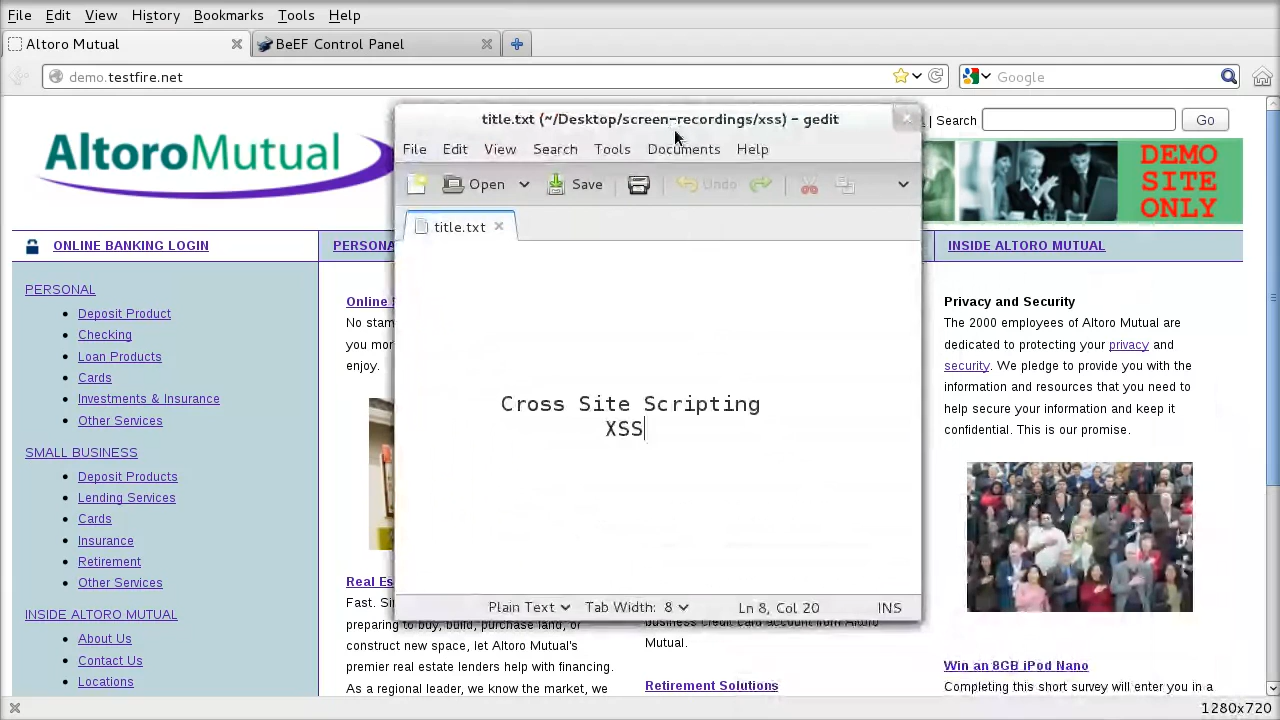 File Edit View History Bookmarks Tools Help
Altoro Mutual
BeEF Control Panel
demo.testfire.net
Google
AltoroMutual
| Search
Go
DEMO
SITE
ONLY
title.txt (~/Desktop/screen-recordings/xss) - gedit
File Edit View Search Tools Documents Help
Open Save Undo
title.txt
Cross Site Scripting
XSS
Plain Text Tab Width: 8 Ln 8, Col 20 INS
ONLINE BANKING LOGIN
PERSONA
INSIDE ALTORO MUTUAL
PERSONAL
Deposit Product
Checking
Loan Products
Cards
Investments & Insurance
Other Services
SMALL BUSINESS
Deposit Products
Lending Services
Cards
Insurance
Retirement
Other Services
INSIDE ALTORO MUTUAL
About Us
Contact Us
Locations
Online
No stam
you mor
enjoy.
Real Es
Fast. Si
preparing to buy, build, purchase land, or
construct new space, let Altoro Mutual's
premier real estate lenders help with financing.
As a regional leader, we know the market, we
business credit card account from Altoro
Mutual.
Retirement Solutions
Privacy and Security
The 2000 employees of Altoro Mutual are
dedicated to protecting your privacy and
security. We pledge to provide you with the
information and resources that you need to
help secure your information and keep it
confidential. This is our promise.
Win an 8GB iPod Nano
Completing this short survey will enter you in a
1280x720